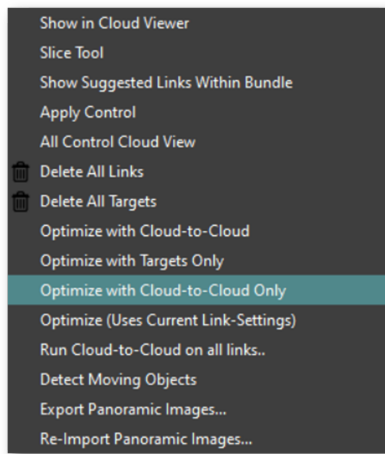 Show in Cloud Viewer
Slice Tool
Show Suggested Links Within Bundle
Apply Control
All Control Cloud View
Delete All Links
Delete All Targets
Optimize with Cloud-to-Cloud
Optimize with Targets Only
Optimize with Cloud-to-Cloud Only
Optimize (Uses Current Link-Settings)
Run Cloud-to-Cloud on all links..
Detect Moving Objects
Export Panoramic Images...
Re-Import Panoramic Images...